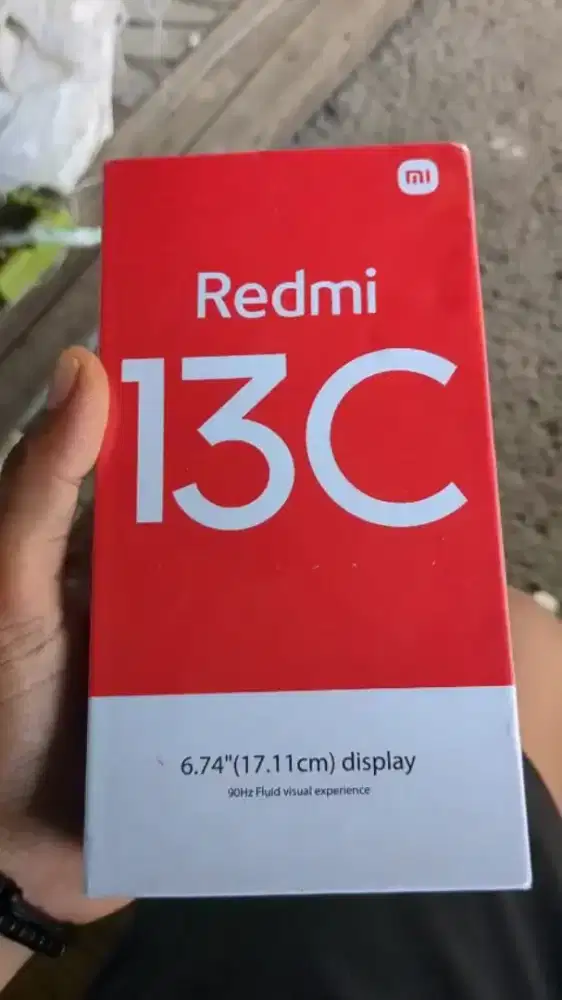 mi
Redmi
13C
6.74"(17.11cm) display
90Hz Fluid visual experience